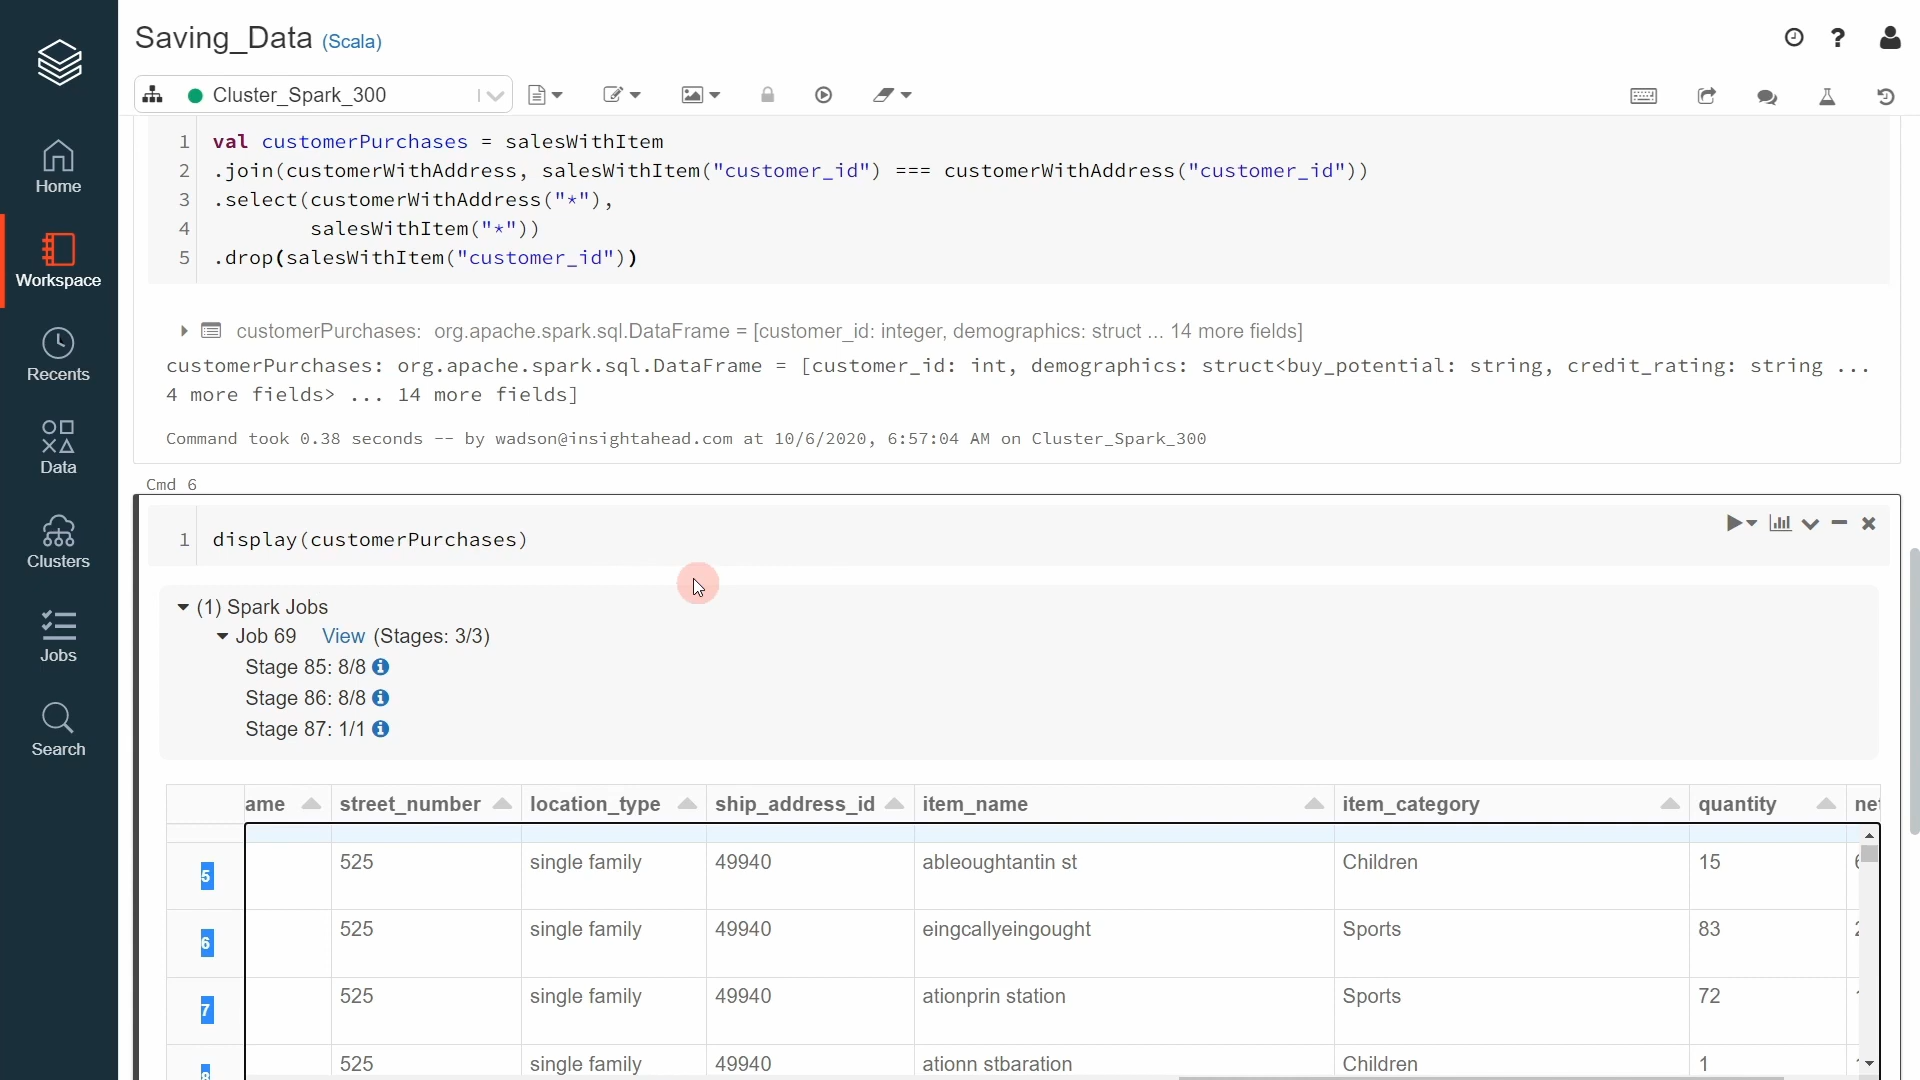 Saving_Data (Scala)
Cluster_Spark_300
Home
Workspace
Recents
Data
Clusters
Jobs
Search
1 val customerPurchases = salesWithItem
2 .join(customerWithAddress, salesWithItem("customer_id") === customerWithAddress("customer_id"))
3 .select(customerWithAddress("*"),
4 salesWithItem("*"))
5 .drop(salesWithItem("customer_id"))
customerPurchases: org.apache.spark.sql.DataFrame = [customer_id: integer, demographics: struct ... 14 more fields]
customerPurchases: org.apache.spark.sql.DataFrame = [customer_id: int, demographics: struct<buy_potential: string, credit_rating: string ...
4 more fields> ... 14 more fields]
Command took 0.38 seconds -- by wadson@insightahead.com at 10/6/2020, 6:57:04 AM on Cluster_Spark_300
Cmd 6
1 display(customerPurchases)
(1) Spark Jobs
Job 69 View (Stages: 3/3)
Stage 85: 8/8
Stage 86: 8/8
Stage 87: 1/1
ame street_number location_type ship_address_id item_name item_category quantity net
5 525 single family 49940 ableoughtantin st Children 15
6 525 single family 49940 eingcallyeingought Sports 83
7 525 single family 49940 ationprin station Sports 72
8 525 single family 49940 ationn stbaration Children 1